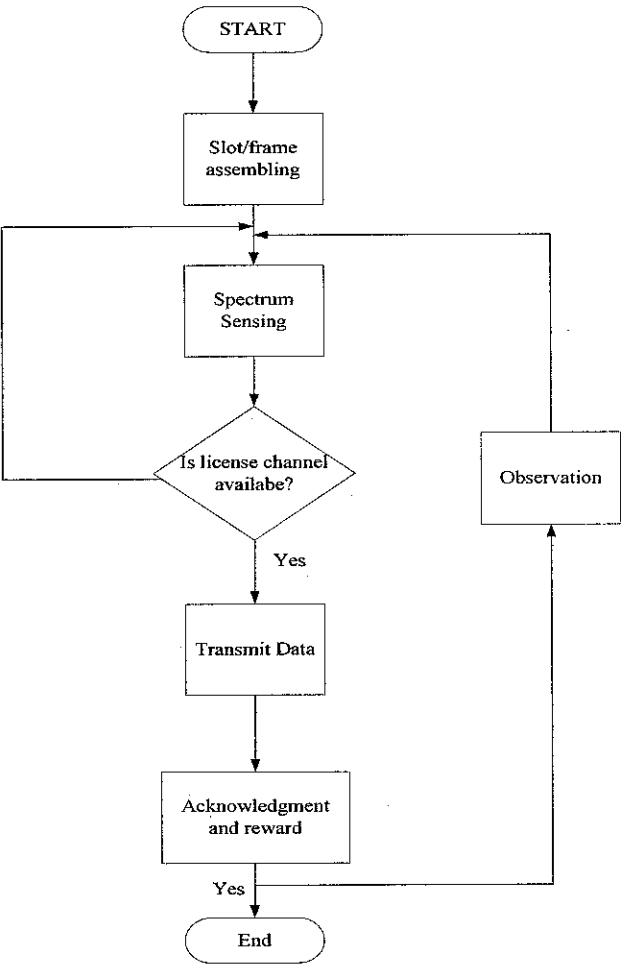 START
Slot/frame
assembling
Spectrum
Sensing
Is license channel
availabe?
Observation
Yes
Transmit Data
Acknowledgment
and reward
Yes
End